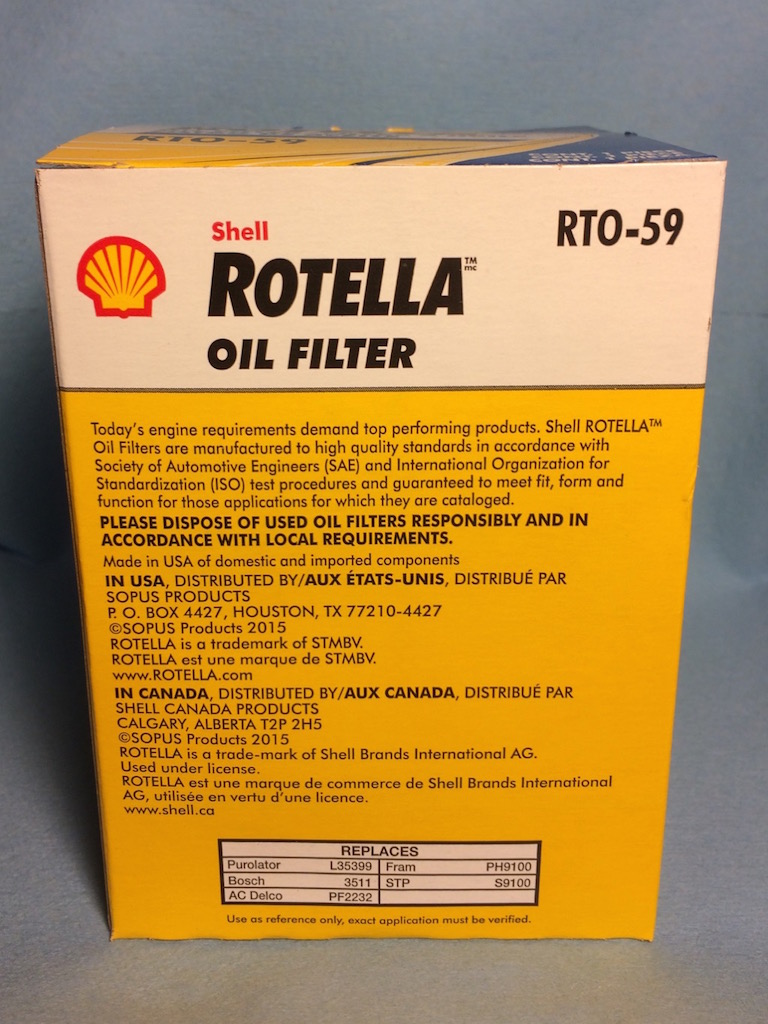 RTO-59
Shell
RTO-59
ROTELLA™ mc
OIL FILTER
Today's engine requirements demand top performing products. Shell ROTELLA™
Oil Filters are manufactured to high quality standards in accordance with
Society of Automotive Engineers (SAE) and International Organization for
Standardization (ISO) test procedures and guaranteed to meet fit, form and
function for those applications for which they are cataloged.
PLEASE DISPOSE OF USED OIL FILTERS RESPONSIBLY AND IN
ACCORDANCE WITH LOCAL REQUIREMENTS.
Made in USA of domestic and imported components
IN USA, DISTRIBUTED BY/AUX ÉTATS-UNIS, DISTRIBUÉ PAR
SOPUS PRODUCTS
P. O. BOX 4427, HOUSTON, TX 77210-4427
©SOPUS Products 2015
ROTELLA is a trademark of STMBV.
ROTELLA est une marque de STMBV.
www.ROTELLA.com
IN CANADA, DISTRIBUTED BY/AUX CANADA, DISTRIBUÉ PAR
SHELL CANADA PRODUCTS
CALGARY, ALBERTA T2P 2H5
©SOPUS Products 2015
ROTELLA is a trade-mark of Shell Brands International AG.
Used under license.
ROTELLA est une marque de commerce de Shell Brands International
AG, utilisée en vertu d'une licence.
www.shell.ca
REPLACES
Purolator L35399 Fram PH9100
Bosch 3511 STP S9100
AC Delco PF2232
Use as reference only, exact application must be verified.